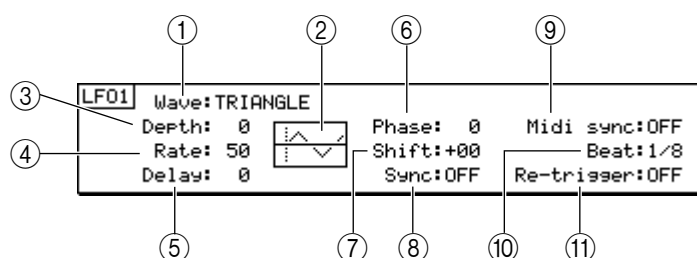 ① ② ⑥ ⑨
LFO1 Wave:TRIANGLE
③ Depth: 0 Phase: 0 Midi sync:OFF
④ Rate: 50 Shift:+00 ⑩ Beat:1/8
Delay: 0 Sync:OFF Re-trigger:OFF
⑤ ⑦ ⑧ ⑩ ⑪